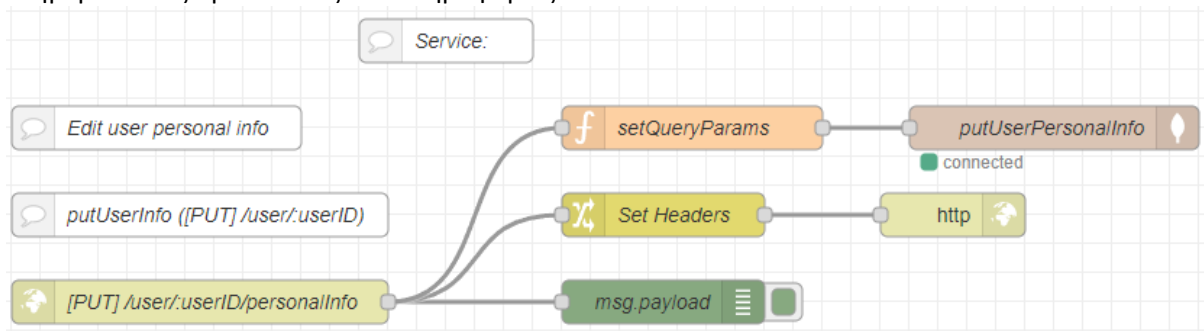 Service:
Edit user personal info
setQueryParams
putUserPersonalInfo
connected
putUserInfo ([PUT] /user/:userID)
Set Headers
http
[PUT] /user/:userID/personalInfo
msg.payload